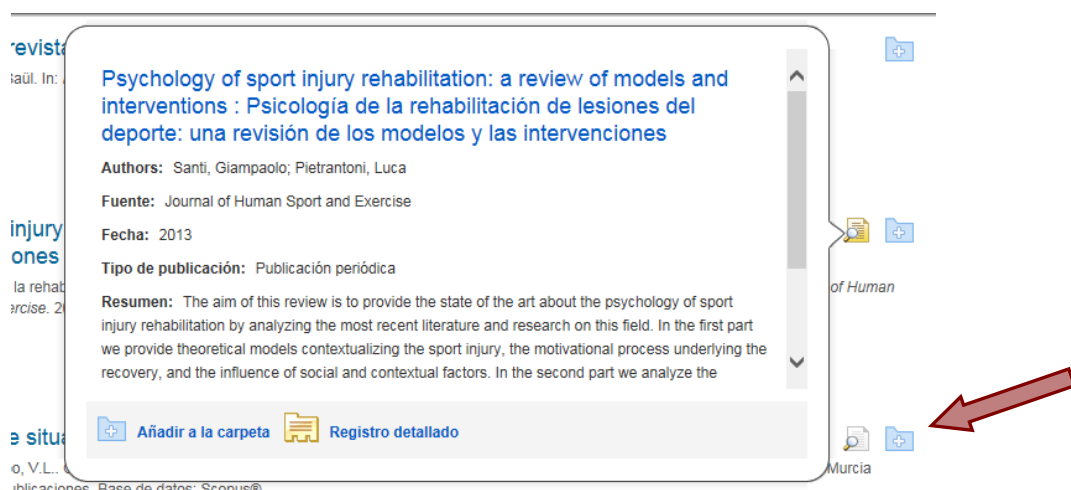 revista
Saül. In:
Psychology of sport injury rehabilitation: a review of models and
interventions : Psicología de la rehabilitación de lesiones del
deporte: una revisión de los modelos y las intervenciones
Authors: Santi, Giampaolo; Pietrantoni, Luca
Fuente: Journal of Human Sport and Exercise
injury
Fecha: 2013
ones
Tipo de publicación: Publicación periódica
la rehab
of Human
ercise. 20
Resumen: The aim of this review is to provide the state of the art about the psychology of sport
injury rehabilitation by analyzing the most recent literature and research on this field. In the first part
we provide theoretical models contextualizing the sport injury, the motivational process underlying the
recovery, and the influence of social and contextual factors. In the second part we analyze the
Añadir a la carpeta Registro detallado
e situa
o, V.L..
Murcia
ublicaciones. Base de datos: Scopus®